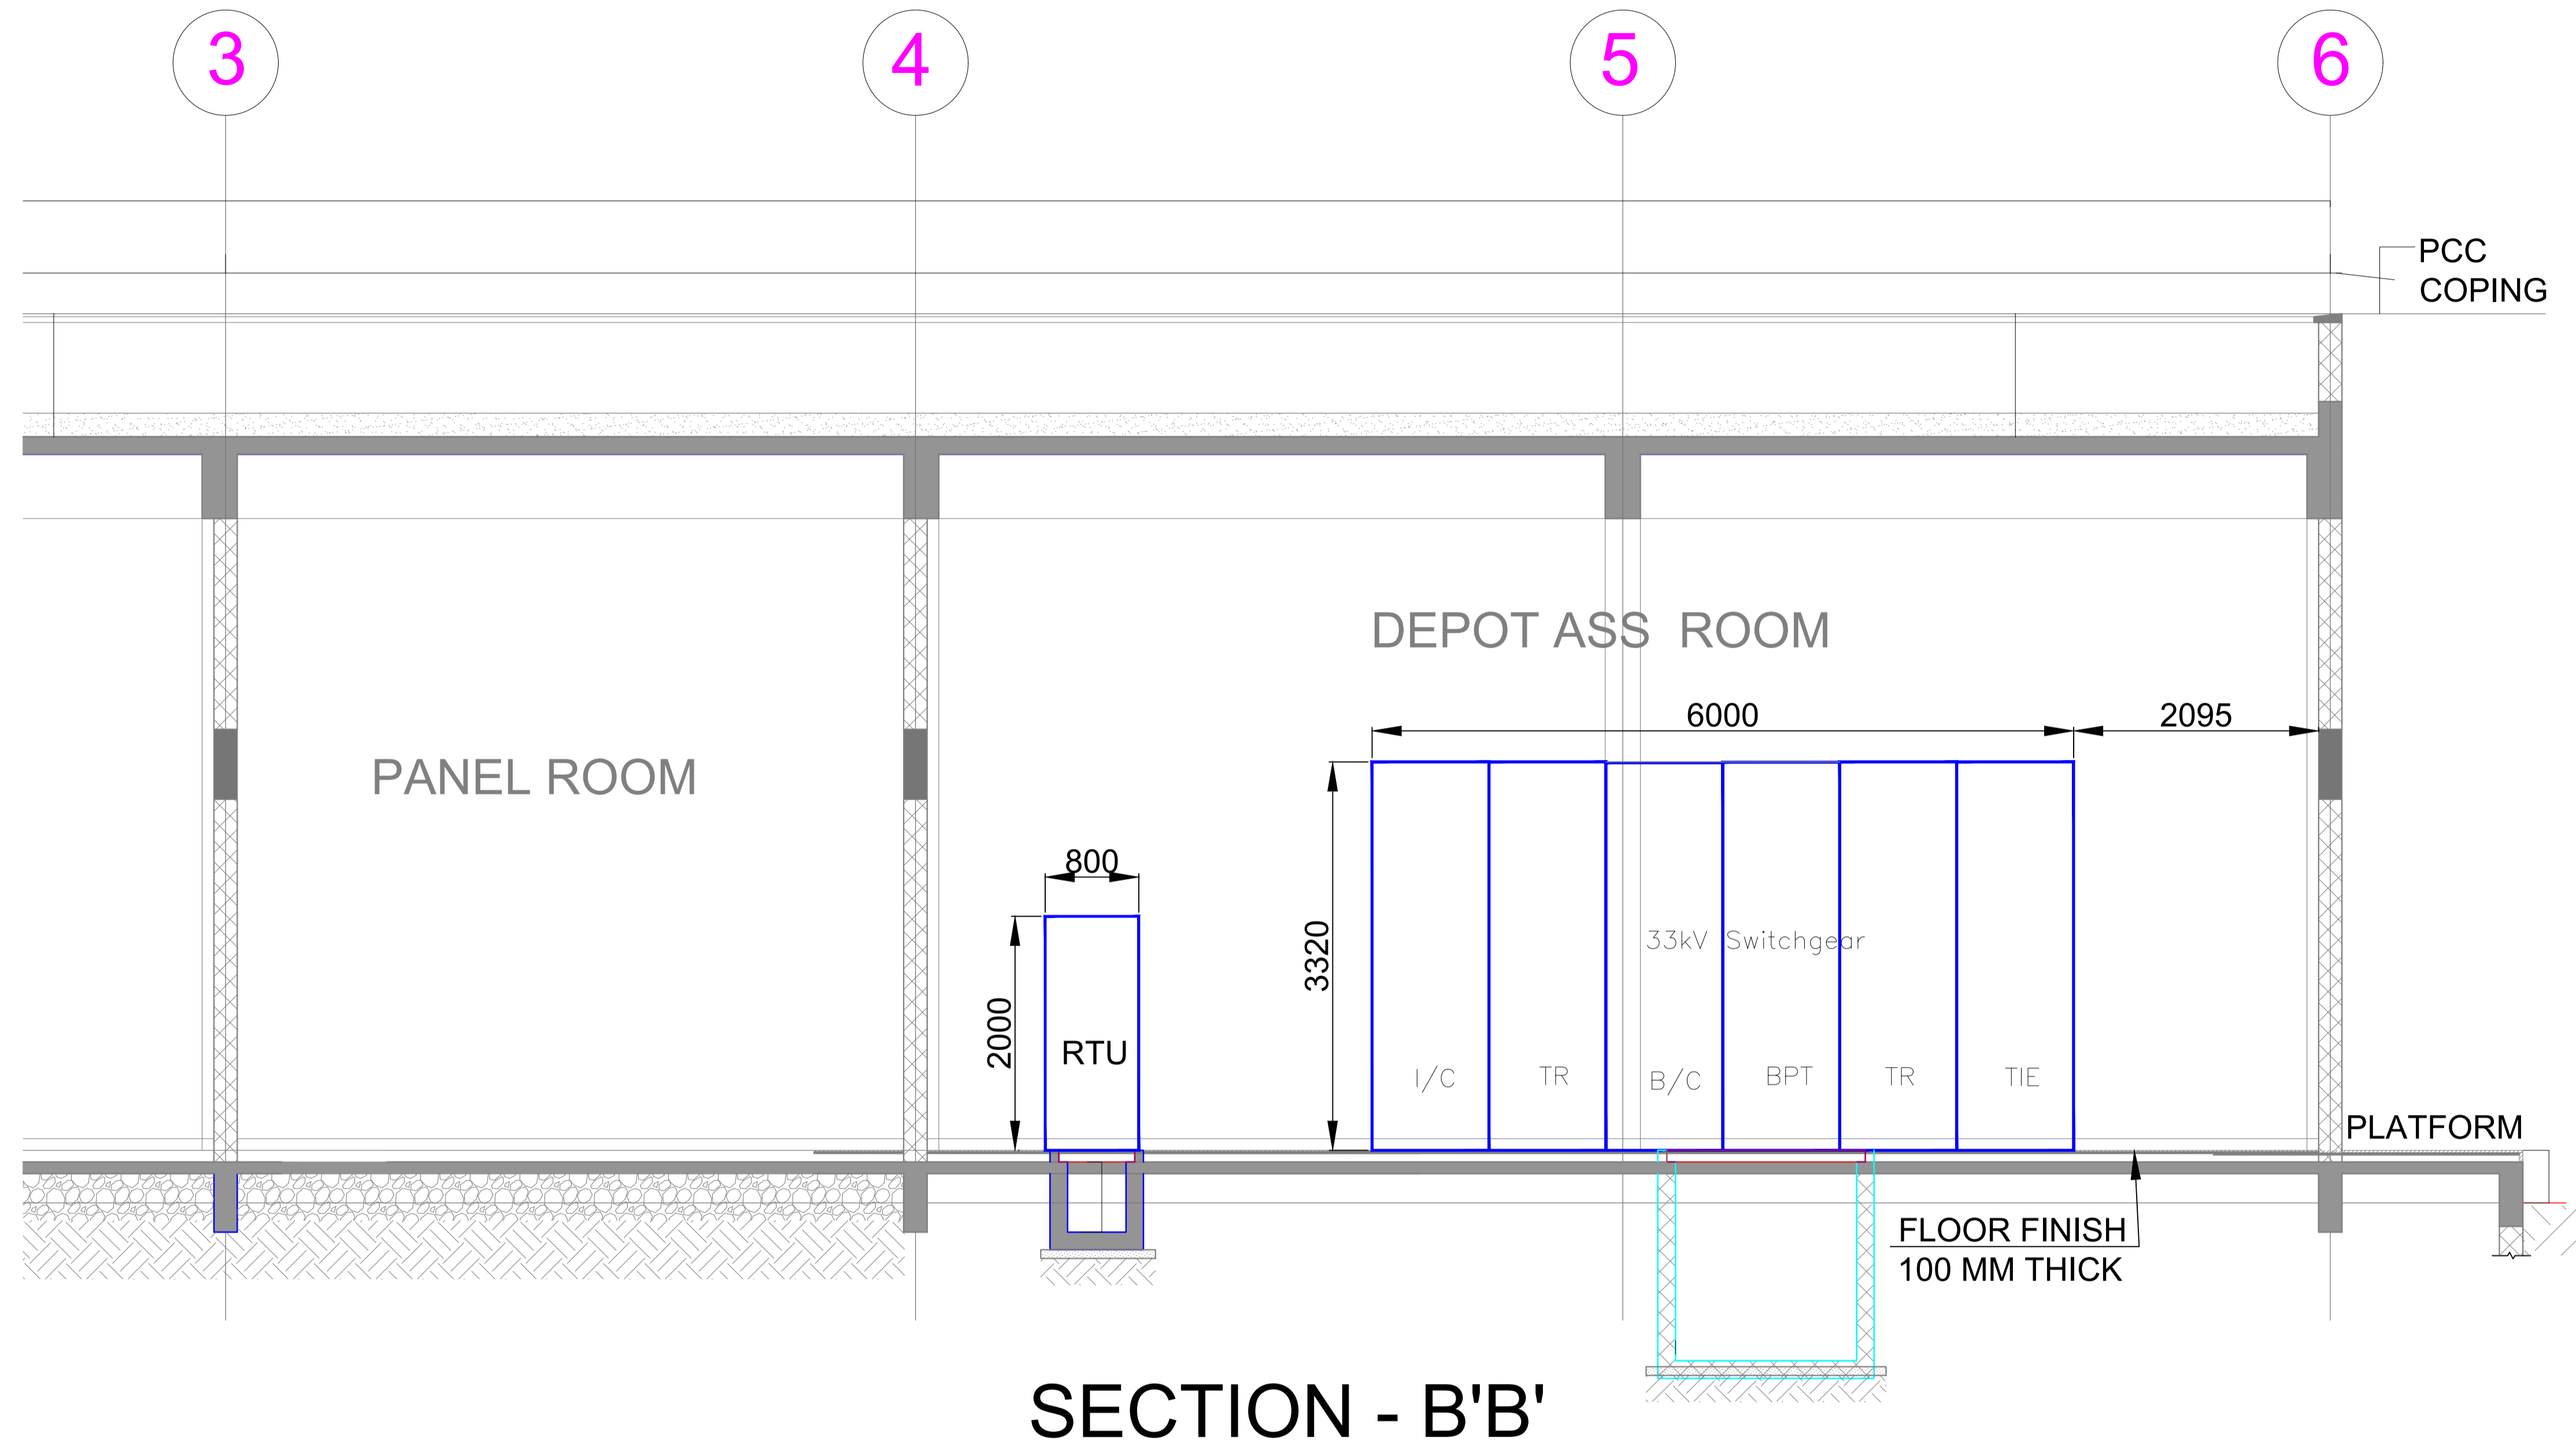 3
4
5
6
PCC
COPING
DEPOT ASS  ROOM
6000
2095
PANEL ROOM
800
3320
33kV Switchgear
2000
RTU
I/C
TR
B/C
BPT
TR
TIE
PLATFORM
FLOOR FINISH
100 MM THICK
SECTION - B'B'